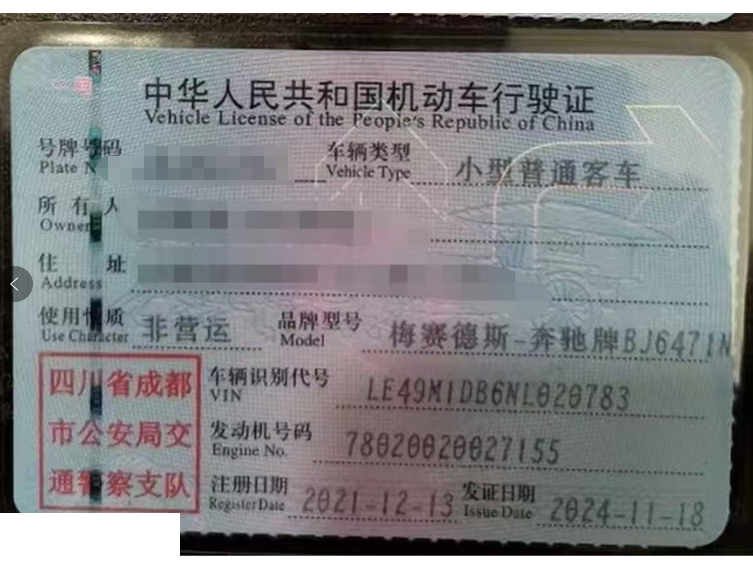 中华人民共和国机动车行驶证
Vehicle License of the People's Republic of China
号牌号码 车辆类型 小型普通客车
Plate N Vehicle Type
所有人
Owner
住址
Address
使用性质 非营运 品牌型号 梅赛德斯-奔驰牌BJ6471N
Use Character Model
四川省成都 车辆识别代号 LE49M1DB6NL020783
VIN
市公安局交 发动机号码 78020020027155
Engine No.
通警察支队 注册日期 2021-12-13 发证日期 2024-11-18
Register Date Issue Date